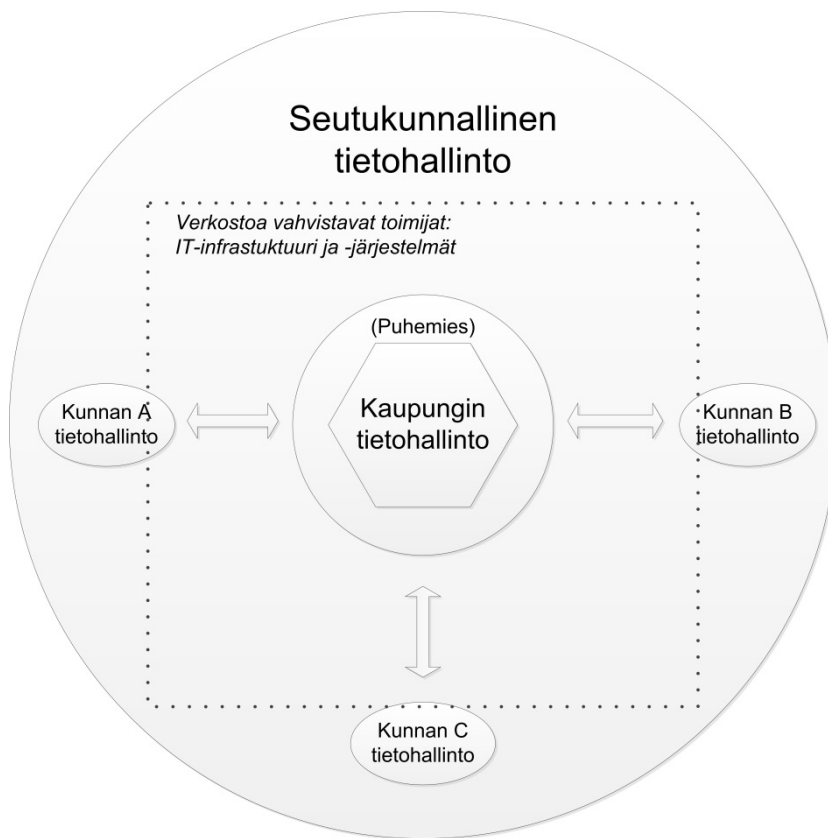 Seutukunnallinen
tietohallinto
Verkostoa vahvistavat toimijat:
IT-infrastuktuuri ja -järjestelmät
(Puhemies)
Kaupungin
tietohallinto
Kunnan A
tietohallinto
Kunnan B
tietohallinto
Kunnan C
tietohallinto